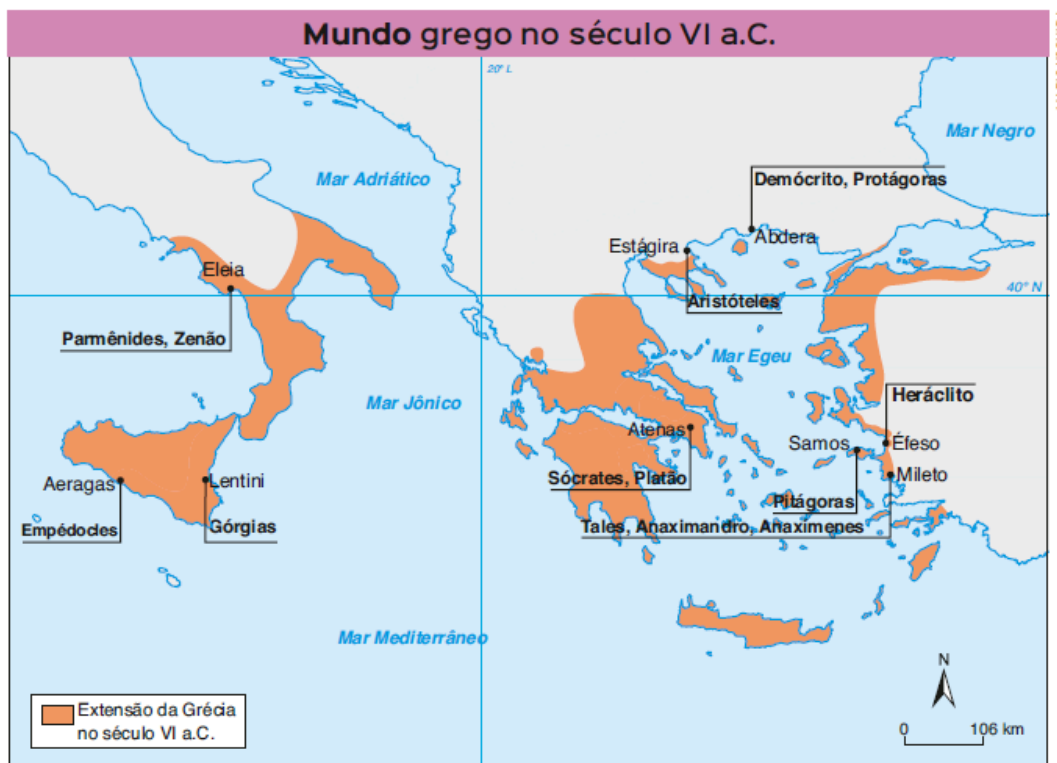 Mundo grego no século VI a.C.
20° L
Mar Negro
Mar Adriático
Demócrito, Protágoras
Estágira
Abdera
Eleia
40° N
Aristóteles
Parmênides, Zenão
Mar Egeu
Heráclito
Mar Jônico
Atenas
Samos
Éfeso
Aeragas
Lentini
Sócrates, Platão
Mileto
Pitágoras
Empédocles
Górgias
Tales, Anaximandro, Anaxímenes
Mar Mediterrâneo
N
Extensão da Grécia
no século VI a.C.
0 106 km